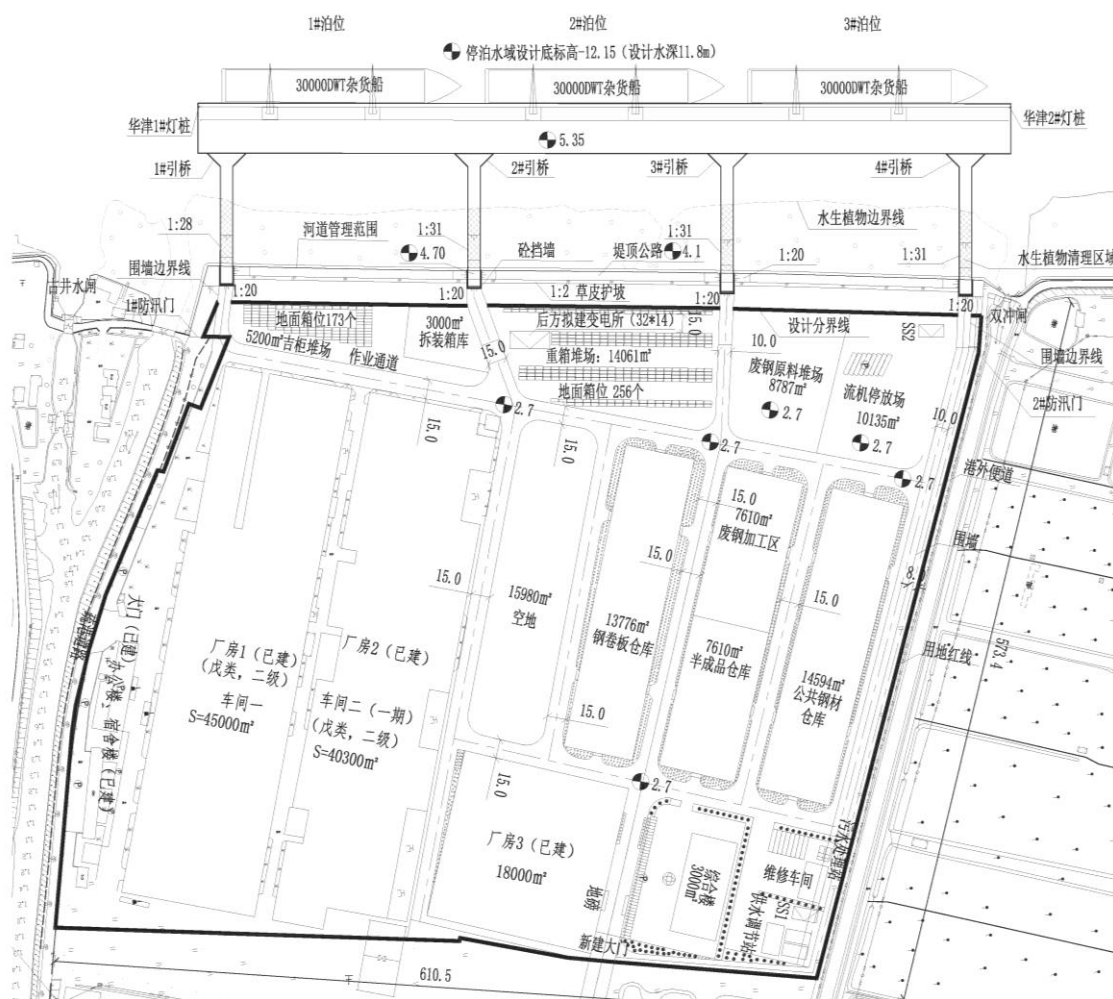 1#泊位
2#泊位
3#泊位
停泊水域设计底标高-12.15（设计水深11.8m）
30000DWT杂货船
30000DWT杂货船
30000DWT杂货船
华津1#灯桩
华津2#灯桩
5.35
1#引桥
2#引桥
3#引桥
4#引桥
水生植物边界线
1:28
河道管理范围
1:31
4.70
砼挡墙
堤顶公路
4.1
1:31
1:20
1:31
水生植物清理区域
围墙边界线
古井水闸
1#防汛门
1:20
1:20
1:2 草皮护坡
1:20
1:20
双冲闸
地面箱位173个
5200m²吉柜堆场
作业通道
3000m²
拆装箱库
15.0
后方拟建变电所（32*14）
15.0
设计分界线
10.0
SS2
围墙边界线
重箱堆场：14061m²
地面箱位 256个
废钢原料堆场
8787m²
2.7
流机停放场
10135m²
2.7
10.0
2#防汛门
2.7
15.0
15.0
2.7
2.7
港外便道
15.0
7610m²
废钢加工区
围墙
15.0
15.0
15.0
15980m²
空地
13776m²
钢卷板仓库
7610m²
半成品仓库
14594m²
公共钢材
仓库
用地红线
573.4
大门（已建）
办公楼、宿舍楼（已建）
厂房1（已建）
（戊类，二级）
车间一
S=45000m²
厂房2（已建）
车间二（一期）
（戊类，二级）
S=40300m²
15.0
15.0
2.7
厂房3（已建）
18000m²
地磅
综合楼
3000m²
维修车间
污水处理站
SS1
供水调节站
新建大门
610.5